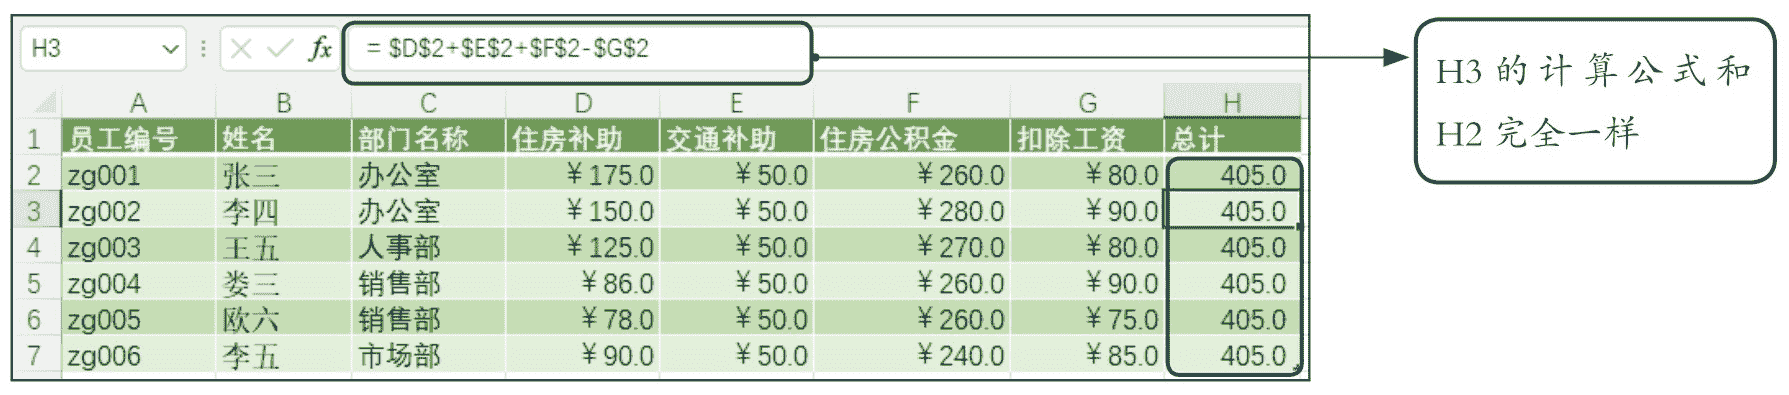 H3 fx = $D$2+$E$2+$F$2-$G$2
H3 的计算公式和
H2 完全一样
A B C D E F G H
1 员工编号 姓名 部门名称 住房补助 交通补助 住房公积金 扣除工资 总计
2 zg001 张三 办公室 ¥175.0 ¥50.0 ¥260.0 ¥80.0 405.0
3 zg002 李四 办公室 ¥150.0 ¥50.0 ¥280.0 ¥90.0 405.0
4 zg003 王五 人事部 ¥125.0 ¥50.0 ¥270.0 ¥80.0 405.0
5 zg004 娄三 销售部 ¥86.0 ¥50.0 ¥260.0 ¥90.0 405.0
6 zg005 欧六 销售部 ¥78.0 ¥50.0 ¥260.0 ¥75.0 405.0
7 zg006 李五 市场部 ¥90.0 ¥50.0 ¥240.0 ¥85.0 405.0